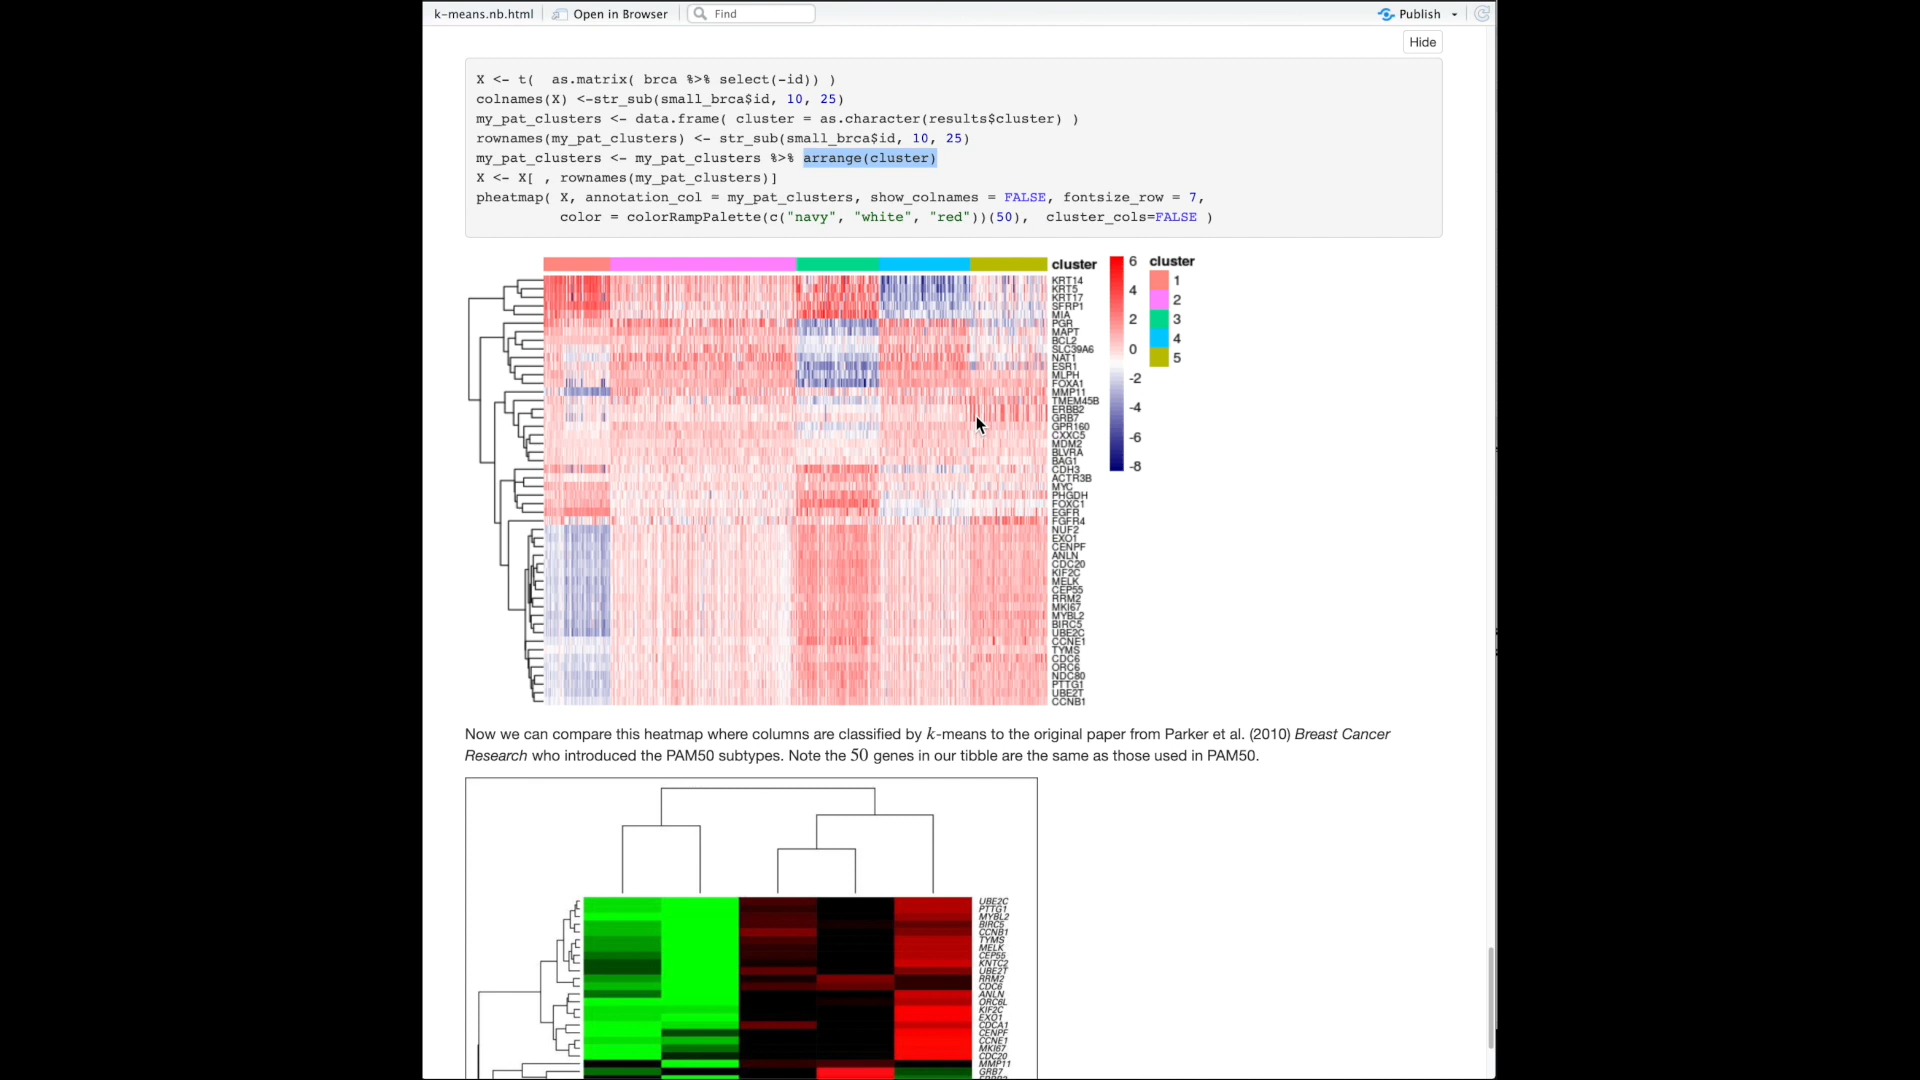 k-means.nb.html
Open in Browser
Find
Publish
Hide
X <- t(  as.matrix( brca %>% select(-id)) )
colnames(X) <-str_sub(small_brca$id, 10, 25)
my_pat_clusters <- data.frame( cluster = as.character(results$cluster) )
rownames(my_pat_clusters) <- str_sub(small_brca$id, 10, 25)
my_pat_clusters <- my_pat_clusters %>% arrange(cluster)
X <- X[ , rownames(my_pat_clusters)]
pheatmap( X, annotation_col = my_pat_clusters, show_colnames = FALSE, fontsize_row = 7,
color = colorRampPalette(c("navy", "white", "red"))(50),  cluster_cols=FALSE )
cluster
KRT14
KRT5
KRT17
SFRP1
MIA
PGR
MAPT
BCL2
SLC39A6
NAT1
ESR1
MLPH
FOXA1
MMP11
TMEM45B
ERBB2
GRB7
GPR160
CXXC5
MDM2
BLVRA
BAG1
CDH3
ACTR3B
MYC
PHGDH
FOXC1
EGFR
FGFR4
NUF2
EXO1
CENPF
ANLN
CDC20
KIF2C
MELK
CEP55
RRM2
MKI67
MYBL2
BIRC5
UBE2C
CCNE1
TYMS
CDC6
ORC6
NDC80
PTTG1
UBE2T
CCNB1
6
4
2
0
-2
-4
-6
-8
cluster
1
2
3
4
5
Now we can compare this heatmap where columns are classified by k-means to the original paper from Parker et al. (2010) Breast Cancer
Research who introduced the PAM50 subtypes. Note the 50 genes in our tibble are the same as those used in PAM50.
UBE2C
PTTG1
MYBL2
BIRC5
CCNB1
TYMS
MELK
CEP55
KNTC2
UBE2T
RRM2
CDC6
ANLN
ORC6L
KIF2C
EXO1
CDCA1
CENPF
CCNE1
MKI67
CDC20
MMP11
GRB7